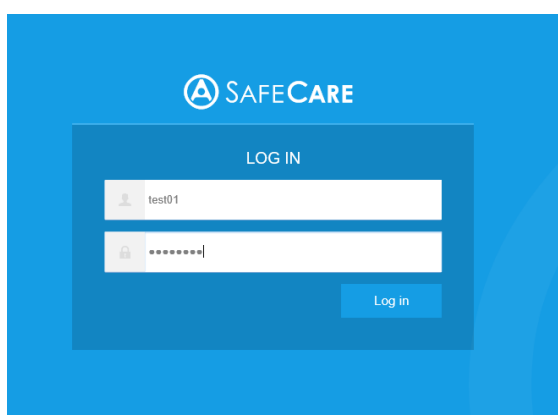 SAFECARE
LOG IN
test01
••••••••
Log in